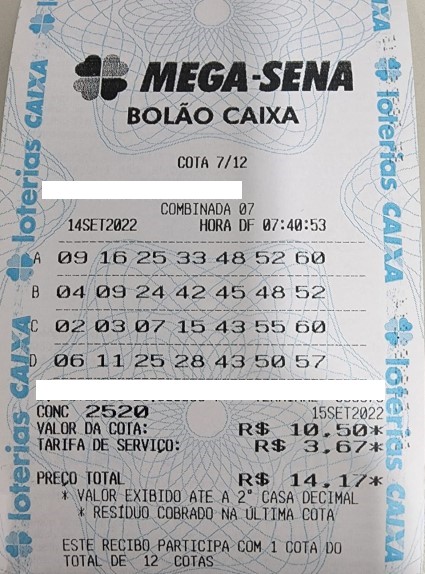 MEGA-SENA
BOLÃO CAIXA
COTA 7/12
COMBINADA 07
14SET2022 HORA DF 07:40:53
A 09 16 25 33 48 52 60
B 04 09 24 42 45 48 52
C 02 03 07 15 43 55 60
D 06 11 25 28 43 50 57
CONC 2520 15SET2022
VALOR DA COTA: R$ 10,50*
TARIFA DE SERVIÇO: R$ 3,67*
PREÇO TOTAL R$ 14,17*
* VALOR EXIBIDO ATE A 2ª CASA DECIMAL
* RESÍDUO COBRADO NA ULTIMA COTA
ESTE RECIBO PARTICIPA COM 1 COTA DO
TOTAL DE 12 COTAS
loterias CAIXA
loterias CAIXA
loterias CAIXA
loterias CAIXA